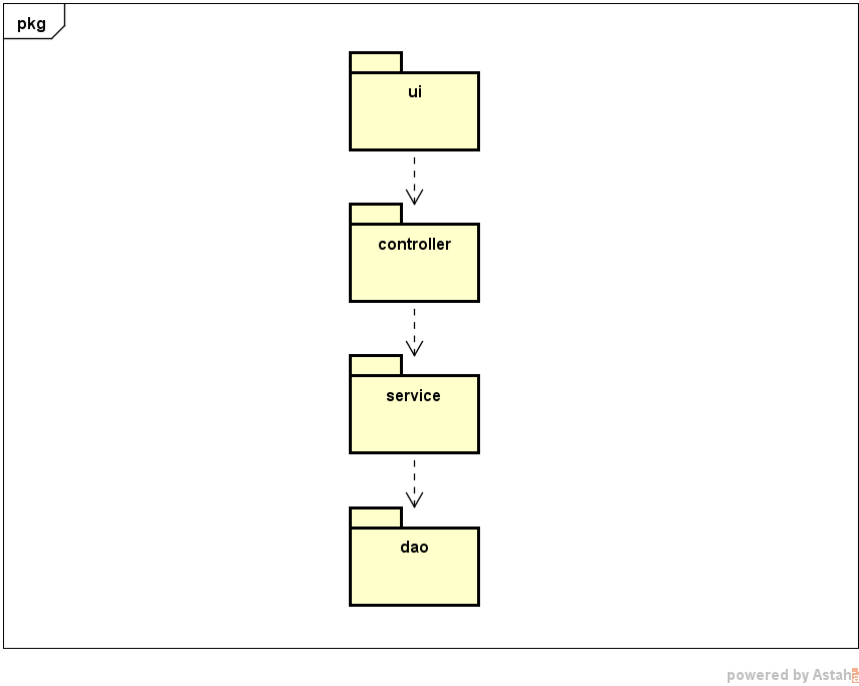 pkg
ui
controller
service
dao
powered by Astah